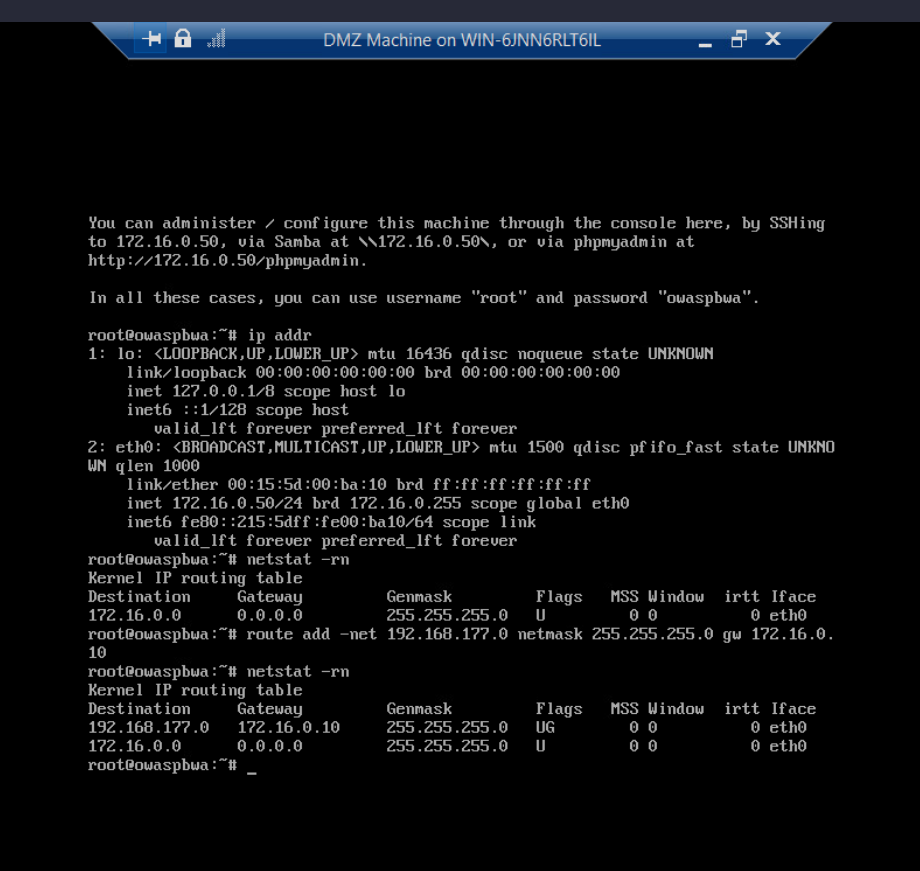 DMZ Machine on WIN-6JNN6RLT6IL
You can administer / configure this machine through the console here, by SSHing
to 172.16.0.50, via Samba at \\172.16.0.50\, or via phpmyadmin at
http://172.16.0.50/phpmyadmin.
In all these cases, you can use username "root" and password "owaspbwa".
root@owaspbwa:~# ip addr
1: lo: <LOOPBACK,UP,LOWER_UP> mtu 16436 qdisc noqueue state UNKNOWN
    link/loopback 00:00:00:00:00:00 brd 00:00:00:00:00:00
    inet 127.0.0.1/8 scope host lo
    inet6 ::1/128 scope host
       valid_lft forever preferred_lft forever
2: eth0: <BROADCAST,MULTICAST,UP,LOWER_UP> mtu 1500 qdisc pfifo_fast state UNKNO
WN qlen 1000
    link/ether 00:15:5d:00:ba:10 brd ff:ff:ff:ff:ff:ff
    inet 172.16.0.50/24 brd 172.16.0.255 scope global eth0
    inet6 fe80::215:5dff:fe00:ba10/64 scope link
       valid_lft forever preferred_lft forever
root@owaspbwa:~# netstat -rn
Kernel IP routing table
Destination     Gateway         Genmask         Flags   MSS Window  irtt Iface
172.16.0.0      0.0.0.0         255.255.255.0   U         0 0          0 eth0
root@owaspbwa:~# route add -net 192.168.177.0 netmask 255.255.255.0 gw 172.16.0.
10
root@owaspbwa:~# netstat -rn
Kernel IP routing table
Destination     Gateway         Genmask         Flags   MSS Window  irtt Iface
192.168.177.0   172.16.0.10     255.255.255.0   UG        0 0          0 eth0
172.16.0.0      0.0.0.0         255.255.255.0   U         0 0          0 eth0
root@owaspbwa:~# _